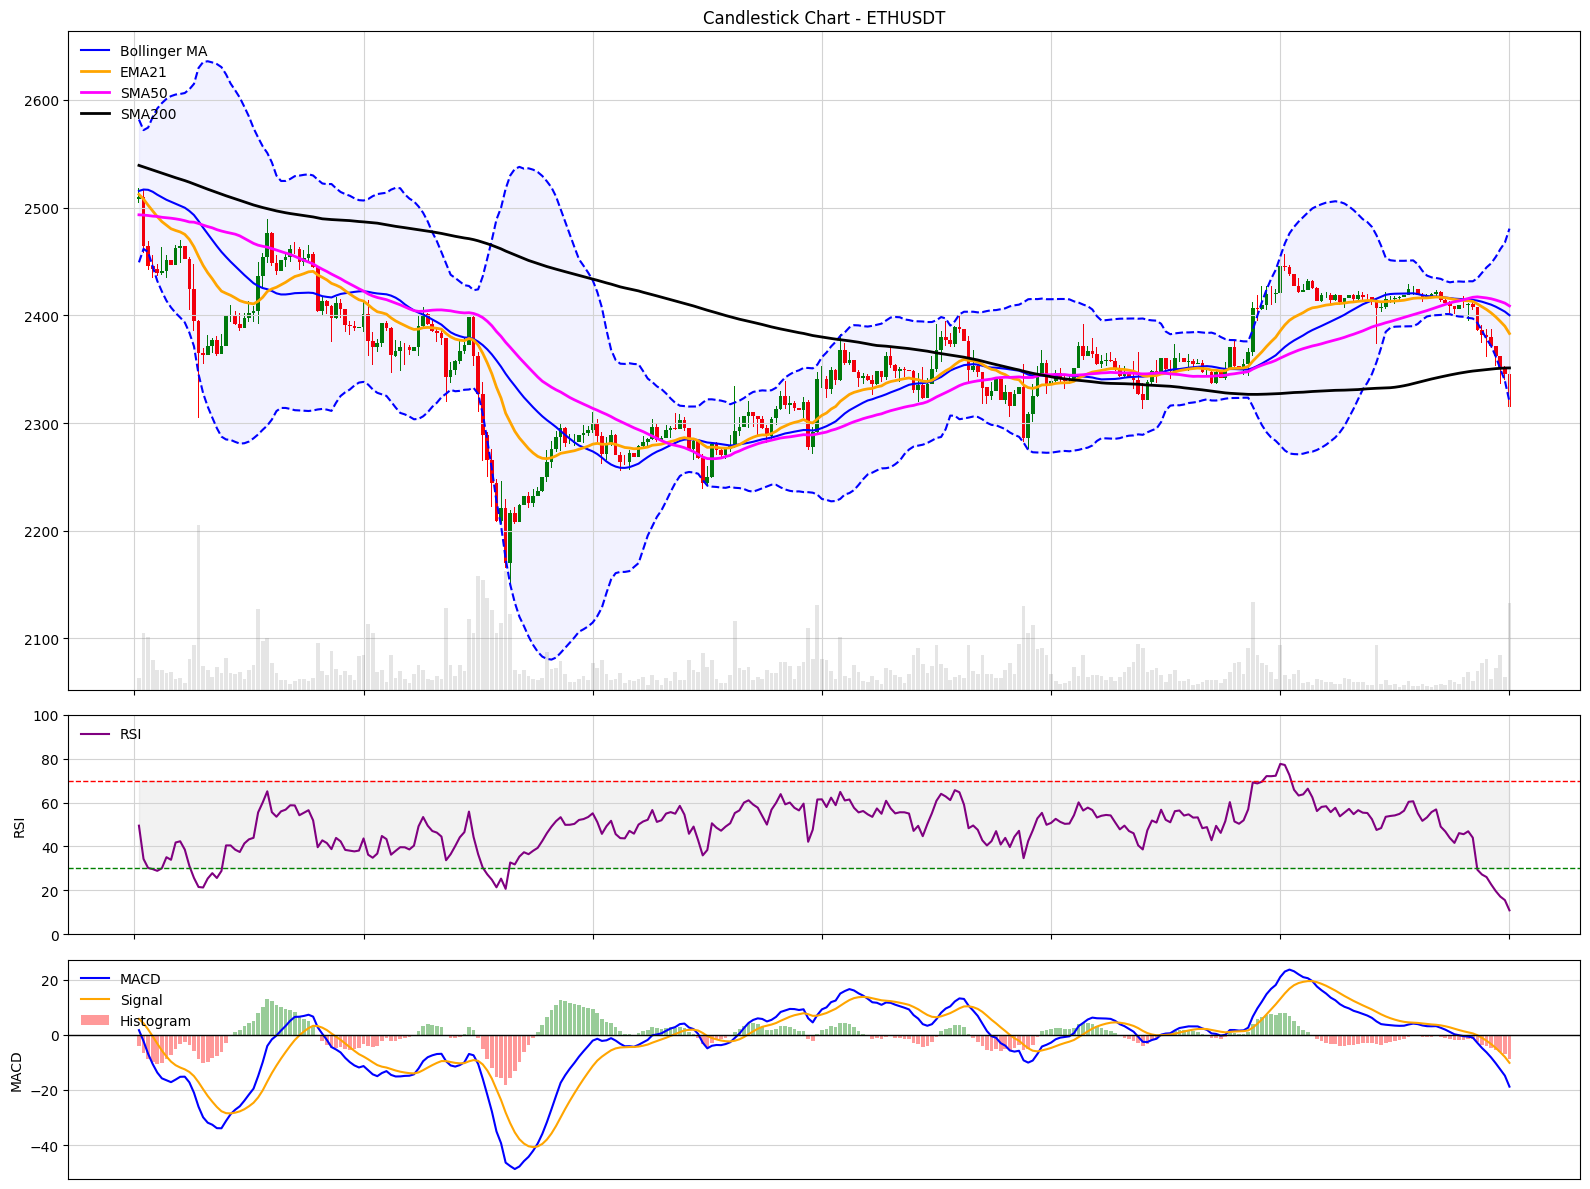 Candlestick Chart - ETHUSDT
Bollinger MA
EMA21
SMA50
SMA200
2600
2500
2400
2300
2200
2100
RSI
100
80
60
40
20
0
RSI
MACD
Signal
Histogram
20
0
−20
−40
MACD